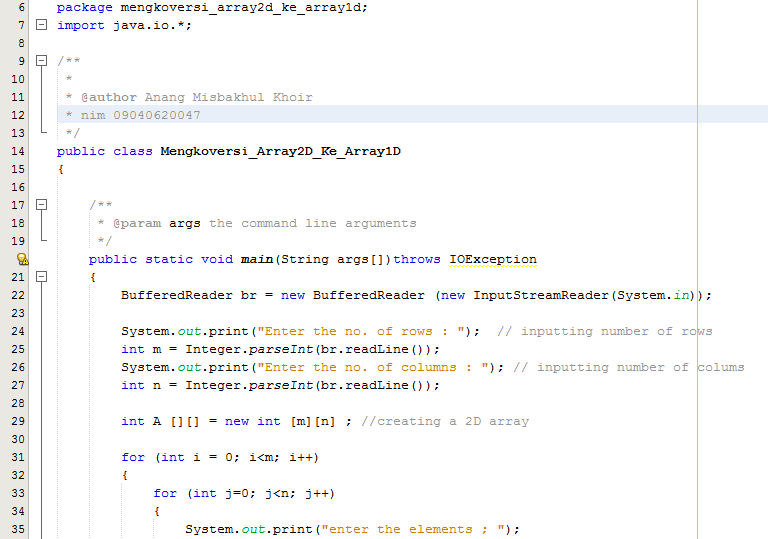 6 package mengkoversi_array2d_ke_array1d;
7 import java.io.*;
8
9 /**
10 *
11 * @author Anang Misbakhul Khoir
12 * nim 09040620047
13 */
14 public class Mengkoversi_Array2D_Ke_Array1D
15 {
16
17 /**
18 * @param args the command line arguments
19 */
public static void main(String args[])throws IOException
21 {
22 BufferedReader br = new BufferedReader (new InputStreamReader(System.in));
23
24 System.out.print("Enter the no. of rows : "); // inputting number of rows
25 int m = Integer.parseInt(br.readLine());
26 System.out.print("Enter the no. of columns : "); // inputting number of colums
27 int n = Integer.parseInt(br.readLine());
28
29 int A [][] = new int [m][n] ; //creating a 2D array
30
31 for (int i = 0; i<m; i++)
32 {
33 for (int j=0; j<n; j++)
34 {
35 System.out.print("enter the elements ; ");